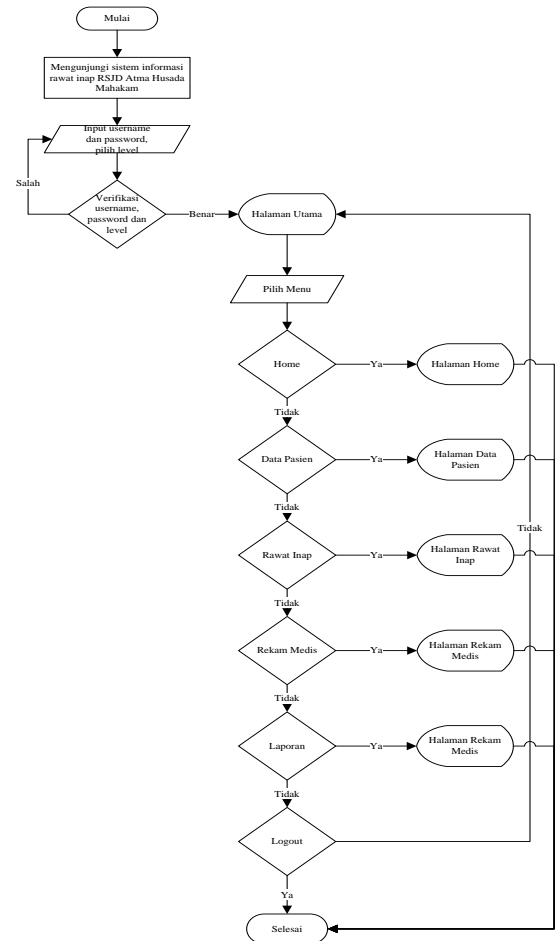 Mulai
Mengunjungi sistem informasi
rawat inap RSJD Atma Husada
Mahakam
Input username
dan password,
pilih level
Salah
Verifikasi
username,
password dan
level
Benar
Halaman Utama
Pilih Menu
Home
Ya
Halaman Home
Tidak
Data Pasien
Ya
Halaman Data
Pasien
Tidak
Tidak
Rawat Inap
Ya
Halaman Rawat
Inap
Tidak
Rekam Medis
Ya
Halaman Rekam
Medis
Tidak
Laporan
Ya
Halaman Rekam
Medis
Tidak
Logout
Ya
Selesai